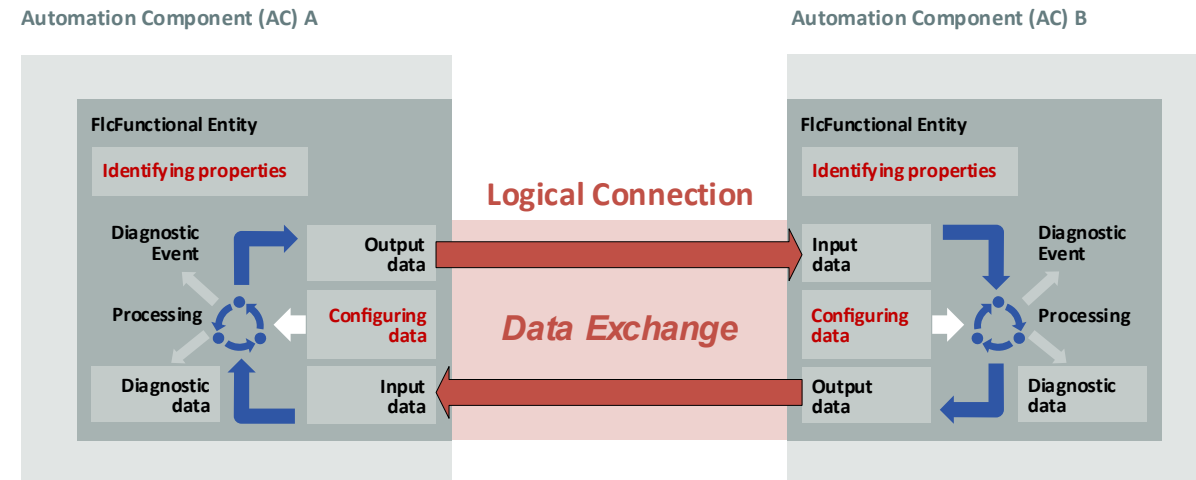 Automation Component (AC) A
FlcFunctional Entity
Identifying properties
Diagnostic
Event
Output
data
Processing
Configuring
data
Diagnostic
data
Input
data
Logical Connection
Data Exchange
Automation Component (AC) B
FlcFunctional Entity
Identifying properties
Input
data
Diagnostic
Event
Configuring
data
Processing
Output
data
Diagnostic
data